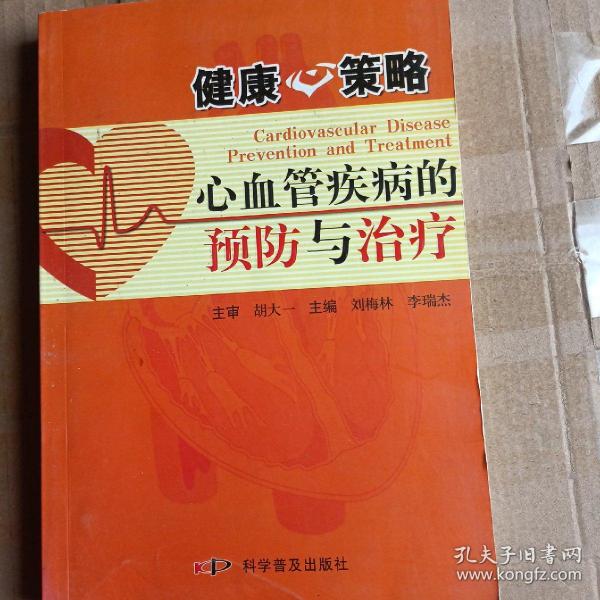 健康策略
Cardiovascular Disease
Prevention and Treatment
心血管疾病的
预防与治疗
主审 胡大一 主编 刘梅林 李瑞杰
KP 科学普及出版社
孔夫子旧书网
www.kongfz.com